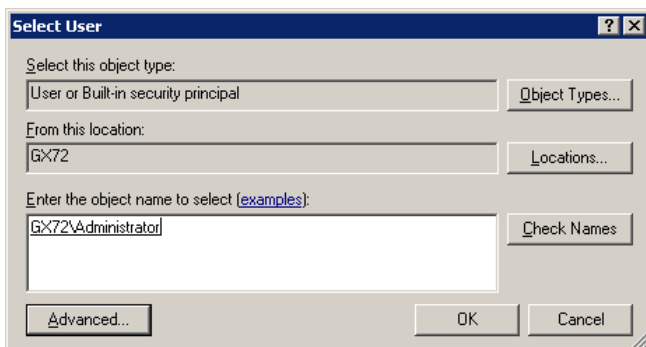 Select User
Select this object type:
User or Built-in security principal
Object Types...
From this location:
GX72
Locations...
Enter the object name to select (examples):
GX72\Administrator
Check Names
Advanced...
OK
Cancel